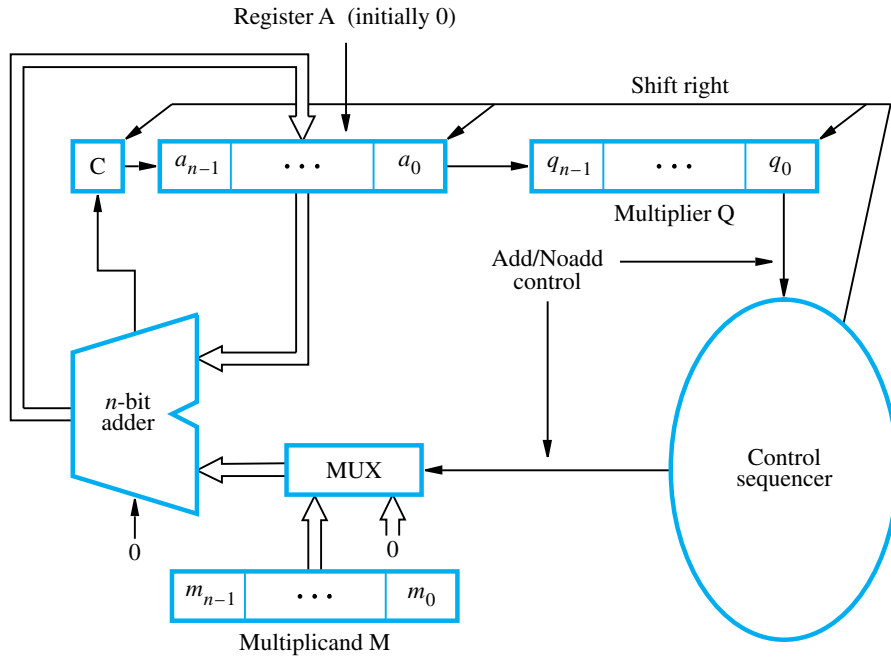 Register A (initially 0)
Shift right
C
a_{n–1} • • • a_0
q_{n–1} • • • q_0
Multiplier Q
Add/Noadd
control
n-bit
adder
MUX
Control
sequencer
0
0
m_{n–1} • • • m_0
Multiplicand M